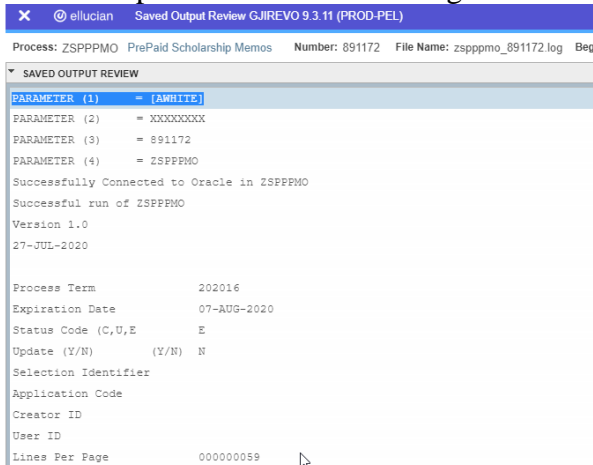 X ellucian Saved Output Review GJIREVO 9.3.11 (PROD-PEL)
Process: ZSPPPMO PrePaid Scholarship Memos Number: 891172 File Name: zspppmo_891172.log Beg
SAVED OUTPUT REVIEW
PARAMETER (1) = [AWHITE]
PARAMETER (2) = XXXXXXXX
PARAMETER (3) = 891172
PARAMETER (4) = ZSPPPMO
Successfully Connected to Oracle in ZSPPPMO
Successful run of ZSPPPMO
Version 1.0
27-JUL-2020
Process Term 202016
Expiration Date 07-AUG-2020
Status Code (C,U,E E
Update (Y/N) (Y/N) N
Selection Identifier
Application Code
Creator ID
User ID
Lines Per Page 000000059